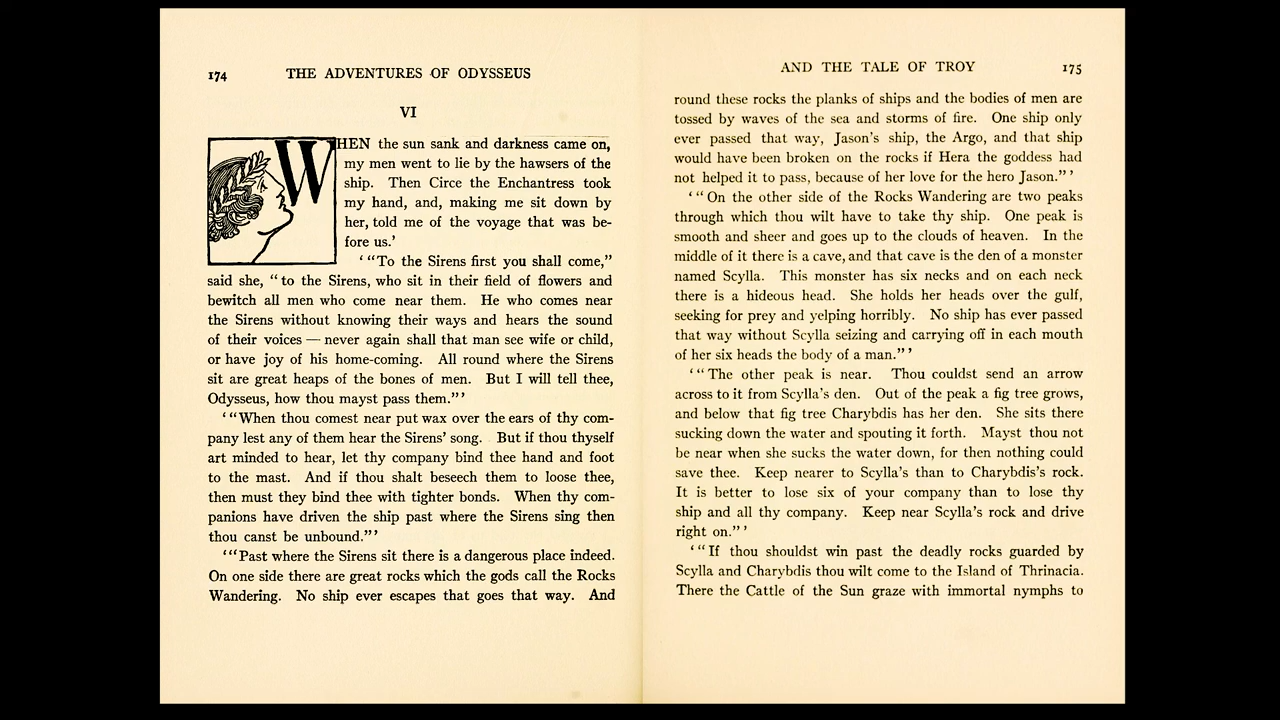 174 THE ADVENTURES OF ODYSSEUS
VI
WHEN the sun sank and darkness came on,
my men went to lie by the hawsers of the
ship. Then Circe the Enchantress took
my hand, and, making me sit down by
her, told me of the voyage that was be-
fore us.'
'"To the Sirens first you shall come,"
said she, "to the Sirens, who sit in their field of flowers and
bewitch all men who come near them. He who comes near
the Sirens without knowing their ways and hears the sound
of their voices — never again shall that man see wife or child,
or have joy of his home-coming. All round where the Sirens
sit are great heaps of the bones of men. But I will tell thee,
Odysseus, how thou mayst pass them."'
'"When thou comest near put wax over the ears of thy com-
pany lest any of them hear the Sirens' song. But if thou thyself
art minded to hear, let thy company bind thee hand and foot
to the mast. And if thou shalt beseech them to loose thee,
then must they bind thee with tighter bonds. When thy com-
panions have driven the ship past where the Sirens sing then
thou canst be unbound."'
'"Past where the Sirens sit there is a dangerous place indeed.
On one side there are great rocks which the gods call the Rocks
Wandering. No ship ever escapes that goes that way. And
AND THE TALE OF TROY 175
round these rocks the planks of ships and the bodies of men are
tossed by waves of the sea and storms of fire. One ship only
ever passed that way, Jason's ship, the Argo, and that ship
would have been broken on the rocks if Hera the goddess had
not helped it to pass, because of her love for the hero Jason."'
'"On the other side of the Rocks Wandering are two peaks
through which thou wilt have to take thy ship. One peak is
smooth and sheer and goes up to the clouds of heaven. In the
middle of it there is a cave, and that cave is the den of a monster
named Scylla. This monster has six necks and on each neck
there is a hideous head. She holds her heads over the gulf,
seeking for prey and yelping horribly. No ship has ever passed
that way without Scylla seizing and carrying off in each mouth
of her six heads the body of a man."'
'"The other peak is near. Thou couldst send an arrow
across to it from Scylla's den. Out of the peak a fig tree grows,
and below that fig tree Charybdis has her den. She sits there
sucking down the water and spouting it forth. Mayst thou not
be near when she sucks the water down, for then nothing could
save thee. Keep nearer to Scylla's than to Charybdis's rock.
It is better to lose six of your company than to lose thy
ship and all thy company. Keep near Scylla's rock and drive
right on."'
'"If thou shouldst win past the deadly rocks guarded by
Scylla and Charybdis thou wilt come to the Island of Thrinacia.
There the Cattle of the Sun graze with immortal nymphs to